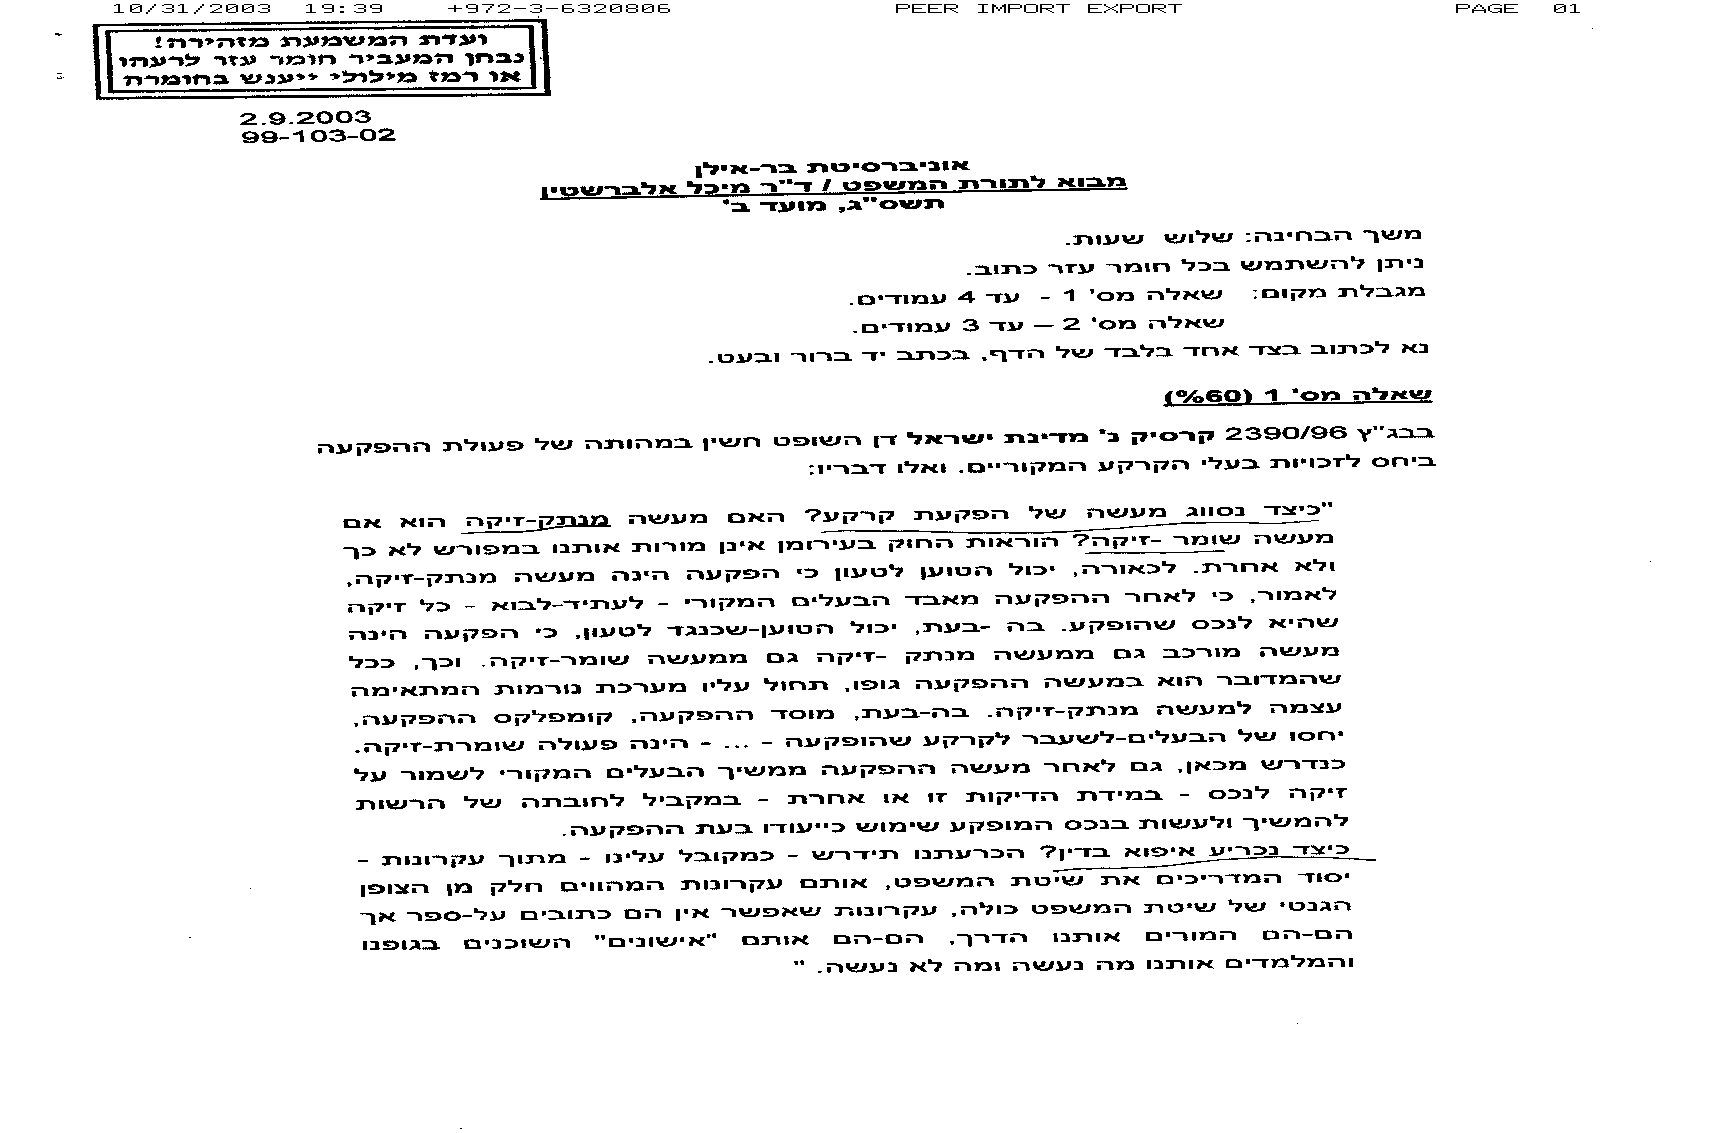 10/31/2003 19:39 +972-3-6320806 PEER IMPORT EXPORT PAGE 01
ועדת המשמעת מזהירה!
נבחן המעביר חומר עזר לרעהו
או רמז מילולי ייענש בחומרה
2.9.2003
99-103-02
אוניברסיטת בר-אילן
מבוא לתורת המשפט / ד"ר מיכל אלברשטין
תשס"ג, מועד ב'
משך הבחינה: שלוש שעות.
ניתן להשתמש בכל חומר עזר כתוב.
מגבלת מקום: שאלה מס' 1 - עד 4 עמודים.
שאלה מס' 2 – עד 3 עמודים.
נא לכתוב בצד אחד בלבד של הדף, בכתב יד ברור ובעט.
שאלה מס' 1 (60%)
בבג"ץ 2390/96 קרסיק נ' מדינת ישראל דן השופט חשין במהותה של פעולת ההפקעה
ביחס לזכויות בעלי הקרקע המקוריים. ואלו דבריו:
"כיצד נסווג מעשה של הפקעת קרקע? האם מעשה מנתק-זיקה הוא אם
מעשה שומר -זיקה? הוראות החוק בעירומן אינן מורות אותנו במפורש לא כך
ולא אחרת. לכאורה, יכול הטוען לטעון כי הפקעה הינה מעשה מנתק-זיקה,
לאמור, כי לאחר ההפקעה מאבד הבעלים המקורי - לעתיד-לבוא - כל זיקה
שהיא לנכס שהופקע. בה -בעת, יכול הטוען-שכנגד לטעון, כי הפקעה הינה
מעשה מורכב גם ממעשה מנתק -זיקה גם ממעשה שומר-זיקה. וכך, ככל
שהמדובר הוא במעשה ההפקעה גופו, תחול עליו מערכת נורמות המתאימה
עצמה למעשה מנתק-זיקה. בה-בעת, מוסד ההפקעה, קומפלקס ההפקעה,
יחסו של הבעלים-לשעבר לקרקע שהופקעה - ... - הינה פעולה שומרת-זיקה.
כנדרש מכאן, גם לאחר מעשה ההפקעה ממשיך הבעלים המקורי לשמור על
זיקה לנכס - במידת הדיקות זו או אחרת - במקביל לחובתה של הרשות
להמשיך ולעשות בנכס המופקע שימוש כייעודו בעת ההפקעה.
כיצד נכריע איפוא בדין? הכרעתנו תידרש - כמקובל עלינו - מתוך עקרונות -
יסוד המדריכים את שיטת המשפט, אותם עקרונות המהווים חלק מן הצופן
הגנטי של שיטת המשפט כולה, עקרונות שאפשר אין הם כתובים על-ספר אך
הם-הם המורים אותנו הדרך, הם-הם אותם "אישונים" השוכנים בגופנו
והמלמדים אותנו מה נעשה ומה לא נעשה. "